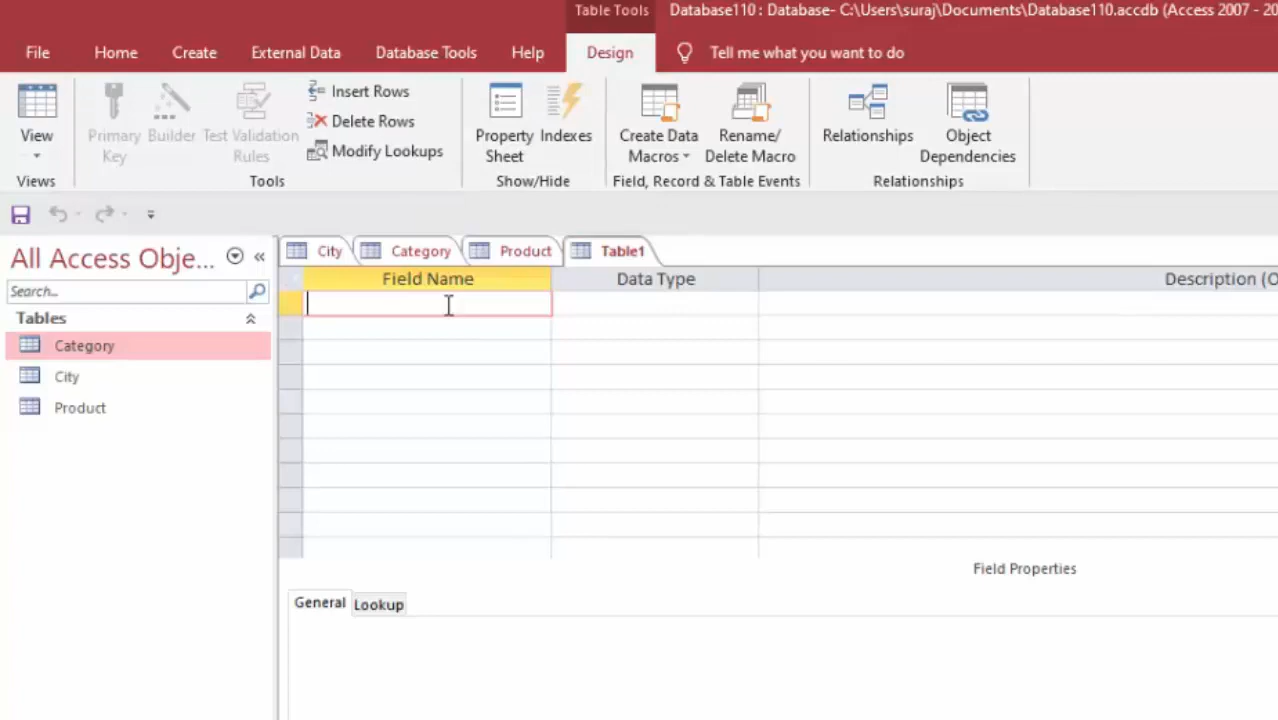 Table Tools
Database110 : Database- C:\Users\suraj\Documents\Database110.accdb (Access 2007 - 20
File
Home
Create
External Data
Database Tools
Help
Design
Tell me what you want to do
View
Primary Key
Builder
Test Validation Rules
Insert Rows
Delete Rows
Modify Lookups
Property Sheet
Indexes
Create Data Macros
Rename/ Delete Macro
Relationships
Object Dependencies
Views
Tools
Show/Hide
Field, Record & Table Events
Relationships
All Access Obje...
Search...
Tables
Category
City
Product
City
Category
Product
Table1
Field Name
Data Type
Description (O
Field Properties
General
Lookup